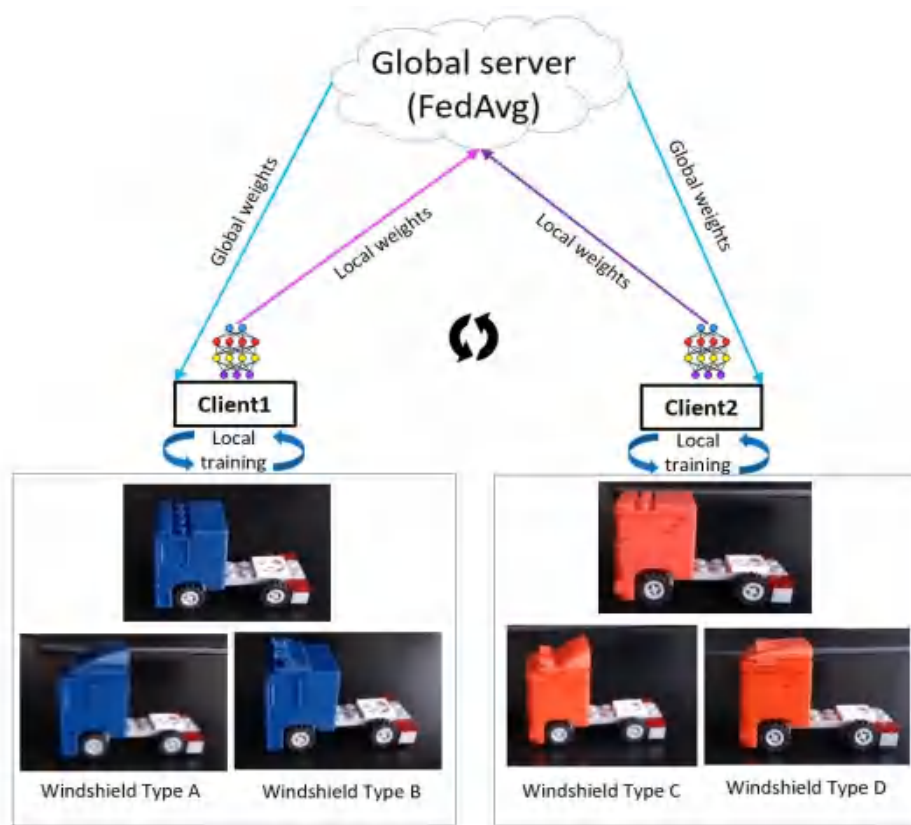 Global server
(FedAvg)
Global weights
Local weights
Local weights
Global weights
Client1
Client2
Local
training
Local
training
Windshield Type A
Windshield Type B
Windshield Type C
Windshield Type D